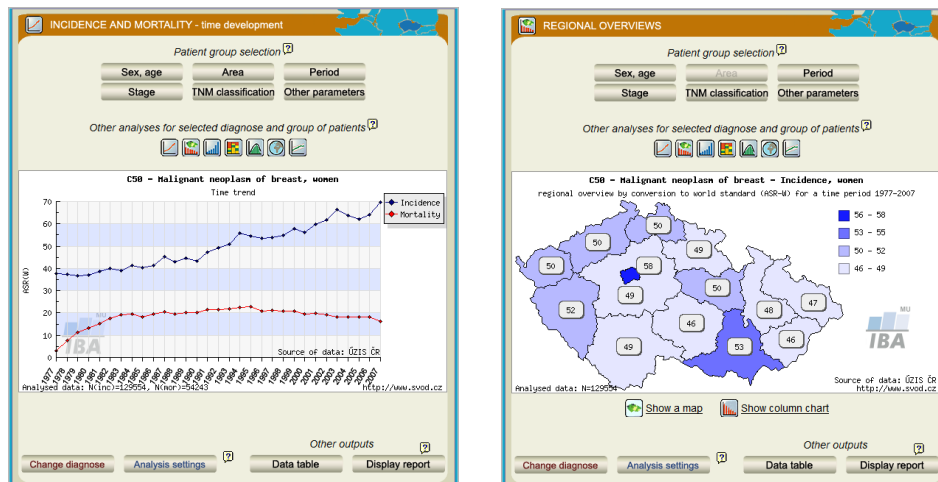 INCIDENCE AND MORTALITY - time development
Patient group selection ?
Sex, age Area Period
Stage TNM classification Other parameters
Other analyses for selected diagnose and group of patients ?
C50 - Malignant neoplasm of breast, women
Time trend
Incidence
Mortality
ASR(W)
70
60
50
40
30
20
10
0
MU
IBA
Source of data: ÚZIS ČR
1977 1978 1979 1980 1981 1982 1983 1984 1985 1986 1987 1988 1989 1990 1991 1992 1993 1994 1995 1996 1997 1998 1999 2000 2001 2002 2003 2004 2005 2006 2007
Analysed data: N(inc)=129554, N(mor)=54243 http://www.svod.cz
Other outputs
Change diagnose Analysis settings ? Data table Display report ?
REGIONAL OVERVIEWS
Patient group selection ?
Sex, age Area Period
Stage TNM classification Other parameters
Other analyses for selected diagnose and group of patients ?
C50 - Malignant neoplasm of breast - Incidence, women
regional overview by conversion to world standard (ASR-W) for a time period 1977-2007
56 - 58
53 - 55
50 - 52
46 - 49
50
50
49
50
58
50
49
47
52
48
46
46
49
53
MU
IBA
Analysed data: N=129554
Source of data: ÚZIS ČR
http://www.svod.cz
Show a map Show column chart
Other outputs
Change diagnose Analysis settings ? Data table Display report ?